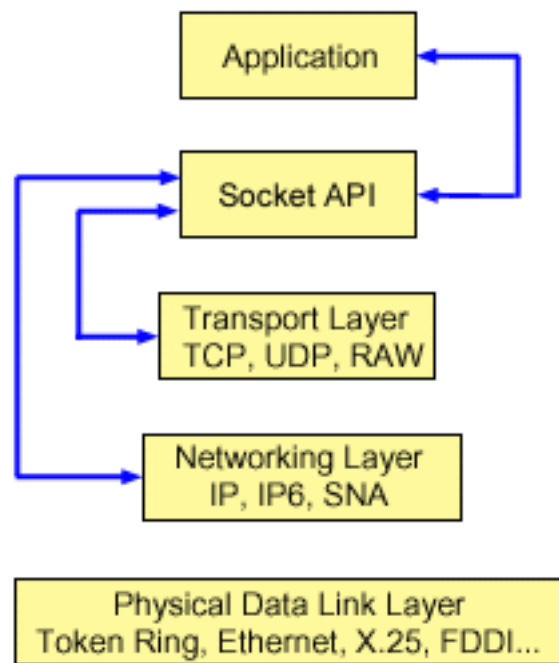 Application
Socket API
Transport Layer
TCP, UDP, RAW
Networking Layer
IP, IP6, SNA
Physical Data Link Layer
Token Ring, Ethernet, X.25, FDDI...